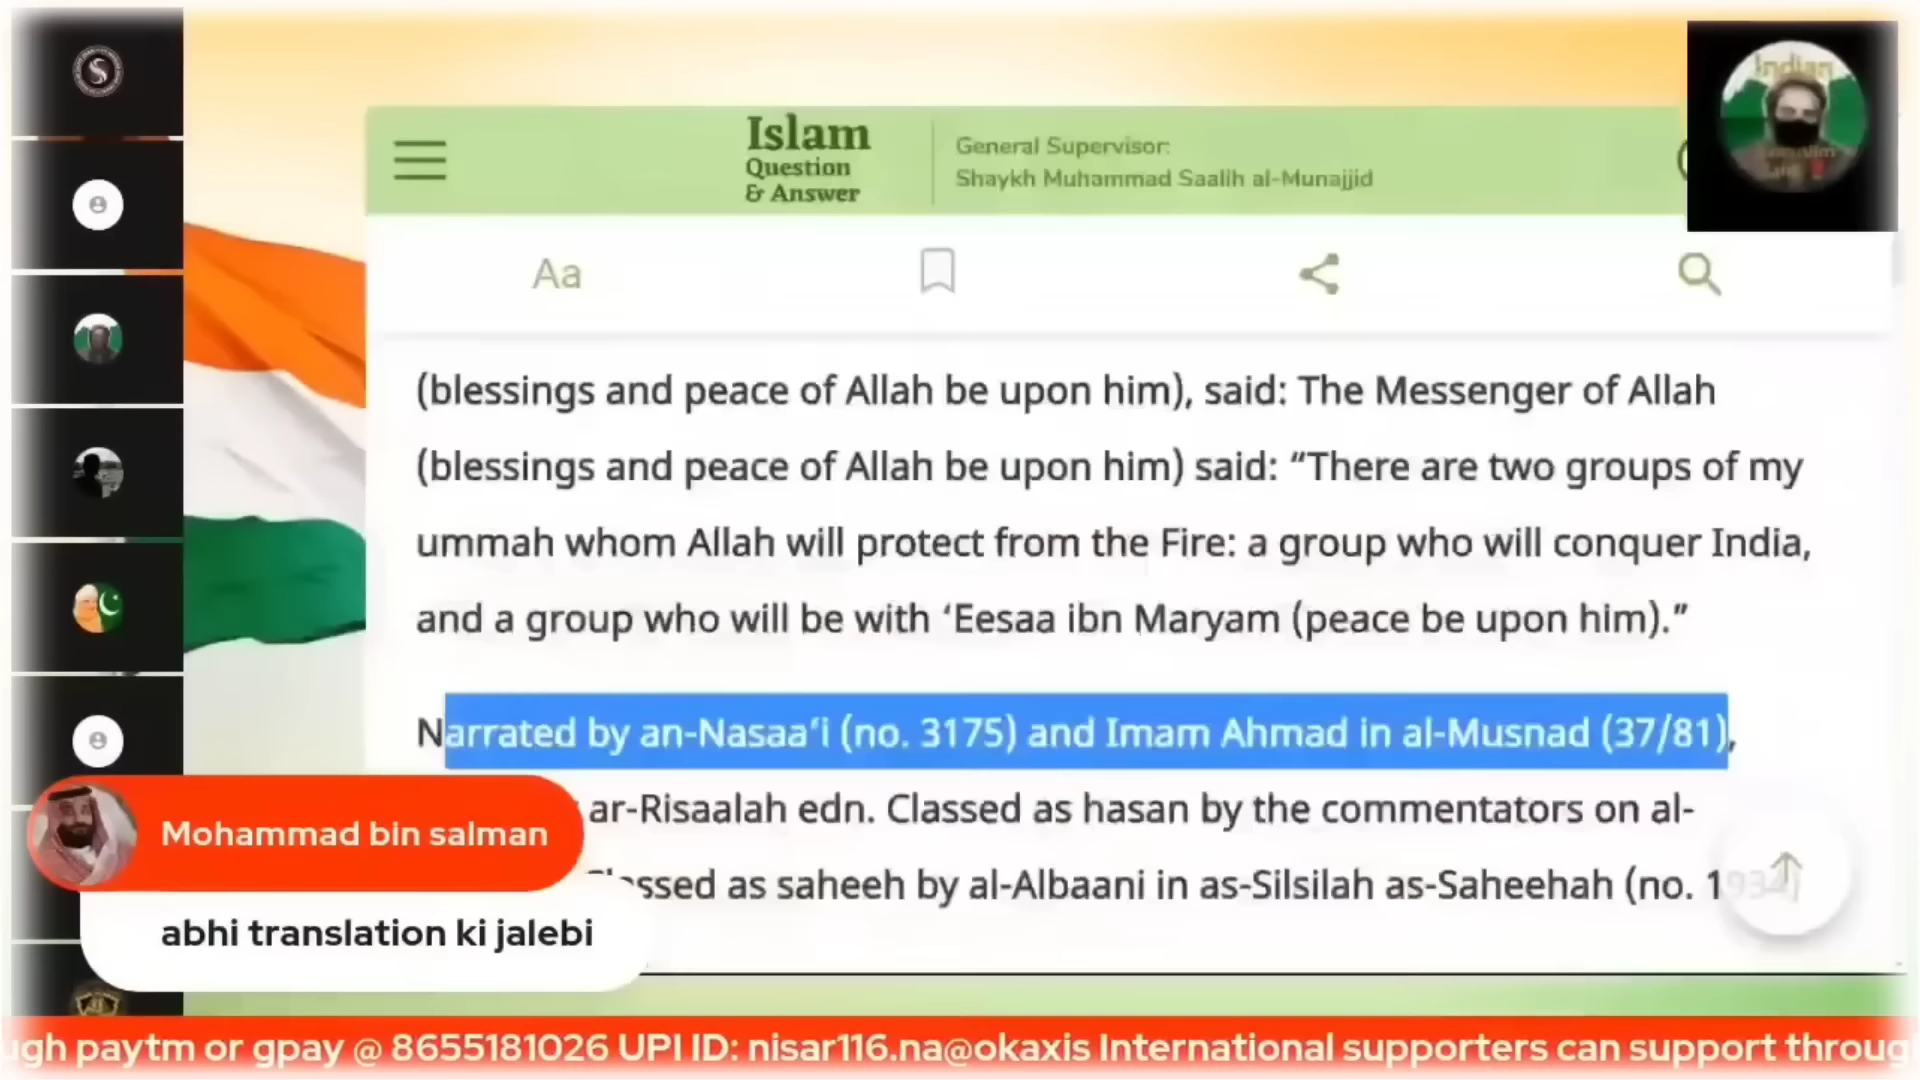 Indian
Islam
Question
& Answer
General Supervisor:
Shaykh Muhammad Saalih al-Munajjid
Aa
(blessings and peace of Allah be upon him), said: The Messenger of Allah
(blessings and peace of Allah be upon him) said: “There are two groups of my
ummah whom Allah will protect from the Fire: a group who will conquer India,
and a group who will be with ‘Eesaa ibn Maryam (peace be upon him).”
Narrated by an-Nasaa’i (no. 3175) and Imam Ahmad in al-Musnad (37/81),
ar-Risaalah edn. Classed as hasan by the commentators on al-
Classed as saheeh by al-Albaani in as-Silsilah as-Saheehah (no. 1934)
Mohammad bin salman
abhi translation ki jalebi
ugh paytm or gpay @ 8655181026 UPI ID: nisar116.na@okaxis International supporters can support throug